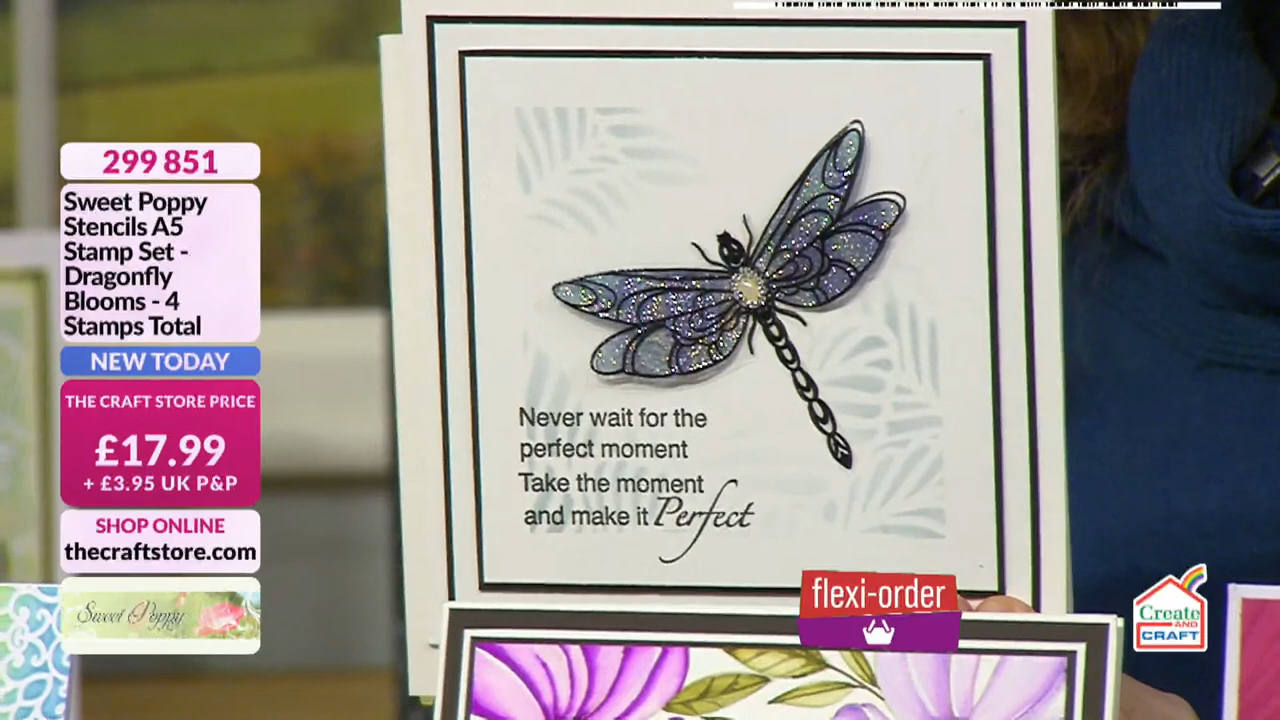 299 851
Sweet Poppy
Stencils A5
Stamp Set -
Dragonfly
Blooms - 4
Stamps Total
NEW TODAY
THE CRAFT STORE PRICE
£17.99
+ £3.95 UK P&P
SHOP ONLINE
thecraftstore.com
Sweet Poppy
Never wait for the
perfect moment
Take the moment
and make it Perfect
flexi-order
Create
AND
CRAFT